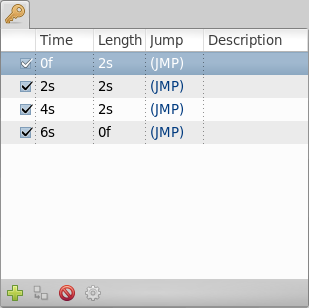 Time Length Jump Description
0f 2s (JMP)
2s 2s (JMP)
4s 2s (JMP)
6s 0f (JMP)